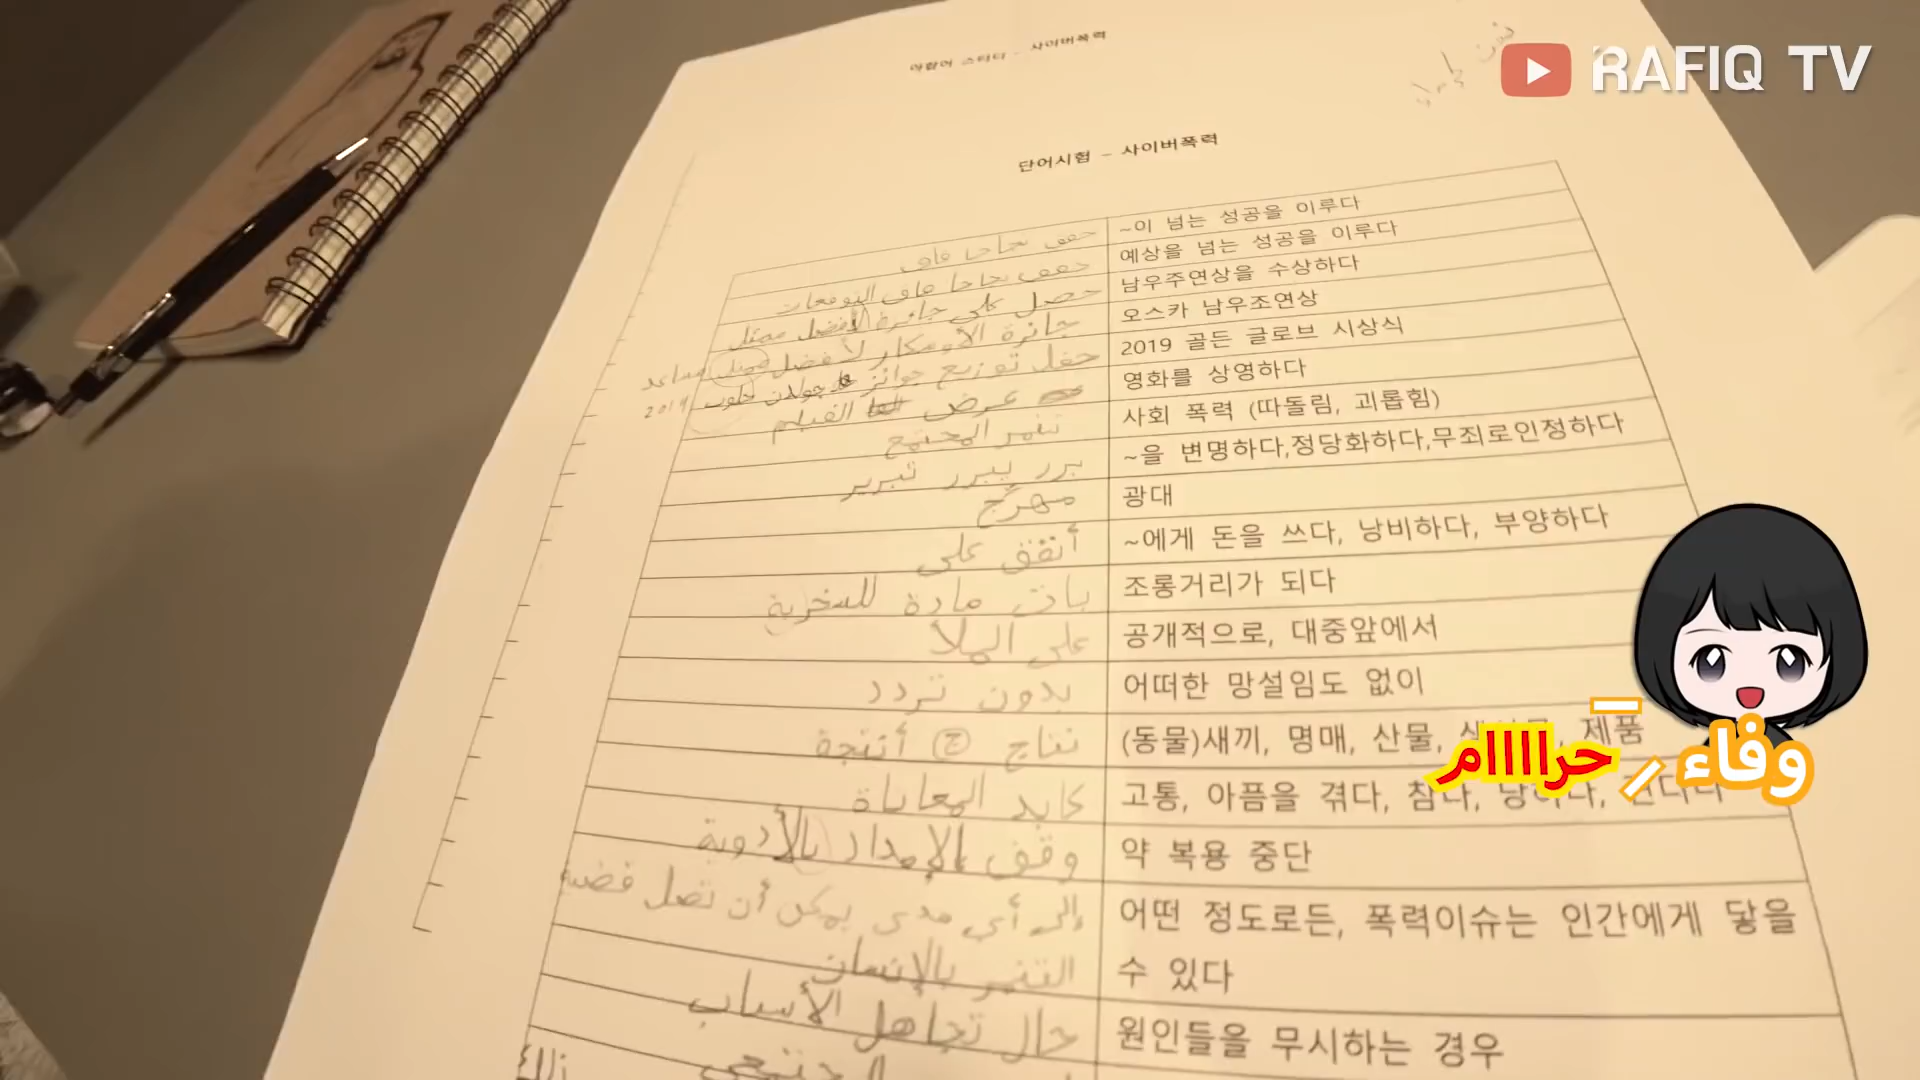 RAFIQ TV
아랍어 스터디 - 사이버폭력
단어시험 - 사이버폭력
~이 넘는 성공을 이루다
حقق نجاحا فاق
예상을 넘는 성공을 이루다
حقق نجاحا فاق التوقعات
남우주연상을 수상하다
حصل على جائزة الأفضل ممثل
오스카 남우조연상
جائزة الأوسكار لأفضل ممثل مساعد
2019 골든 글로브 시상식
حفل توزيع جوائز جولدن جلوب 2019
영화를 상영하다
عرض الفيلم
사회 폭력 (따돌림, 괴롭힘)
تنمر المجتمع
~을 변명하다,정당화하다,무죄로인정하다
برر يبرر تبرير
광대
مهرّج
~에게 돈을 쓰다, 낭비하다, 부양하다
أنفق على
조롱거리가 되다
بات مادة للسخرية
공개적으로, 대중앞에서
على الملأ
어떠한 망설임도 없이
بدون تردد
(동물)새끼, 명매, 산물, 제품
نتاج ج أنتجة
고통, 아픔을 겪다, 참다,
كابد المعاناة
약 복용 중단
وقف الإمداد بالأدوية
어떤 정도로든, 폭력이슈는 인간에게 닿을
수 있다
إلى أي مدى يمكن أن تصل قضية
التنمر بالإنسان
원인들을 무시하는 경우
حال تجاهل الأسباب
ذلك
وفاء
حرااااام